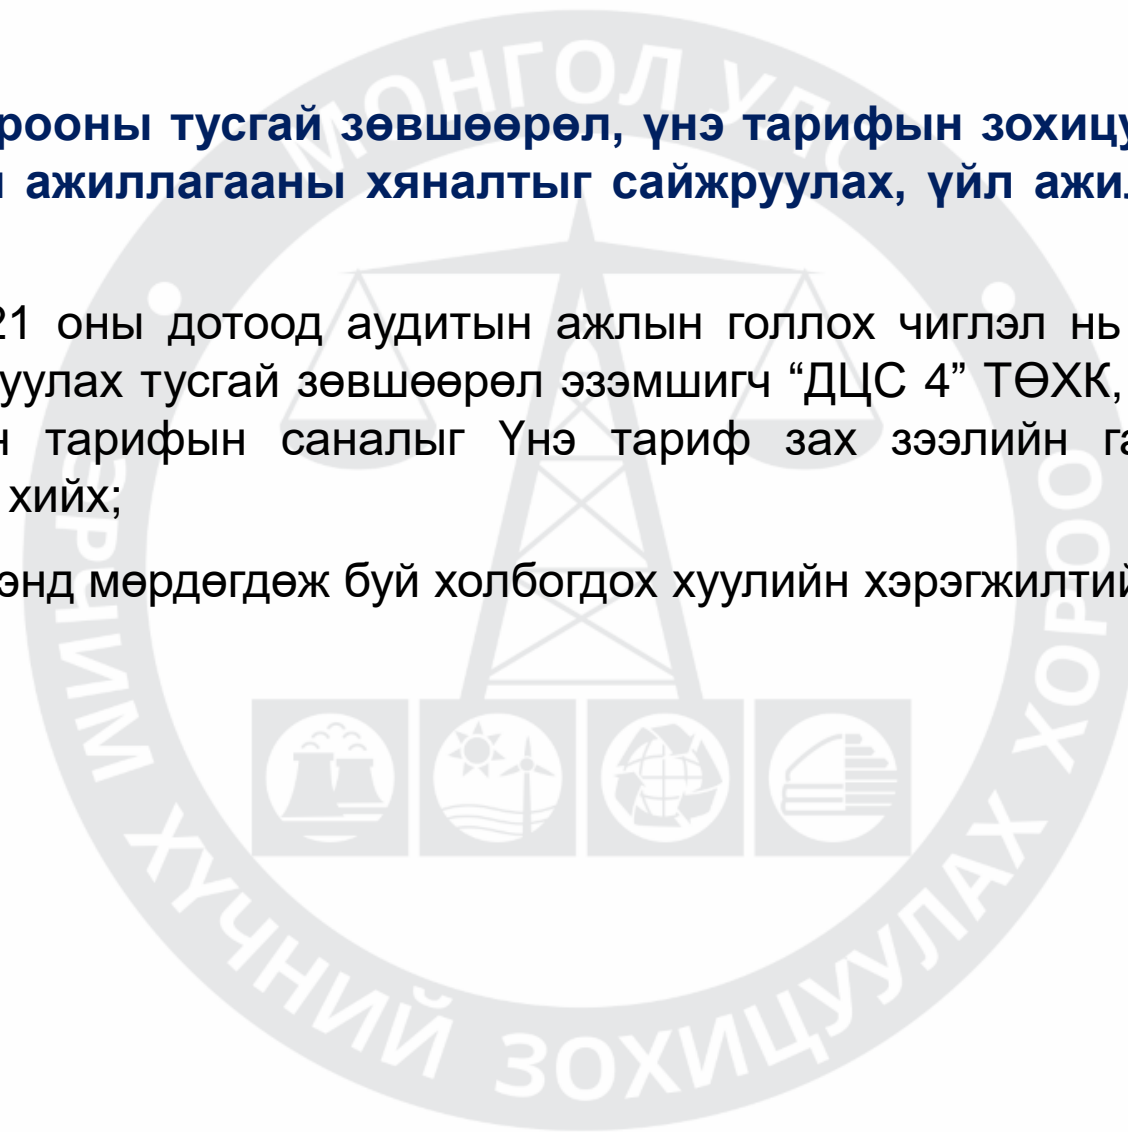 рооны тусгай зөвшөөрөл, үнэ тарифын зохицу
ажиллагааны хяналтыг сайжруулах, үйл ажи
21 оны дотоод аудитын ажлын голлох чиглэл нь
уулах тусгай зөвшөөрөл эзэмшигч “ДЦС 4” ТӨХК,
н тарифын саналыг Үнэ тариф зах зээлийн га
хийх;
энд мөрдөгдөж буй холбогдох хуулийн хэрэгжилтий
МОНГОЛ УЛС
ЭРЧИМ ХҮЧНИЙ ЗОХИЦУУЛАХ ХОРОО